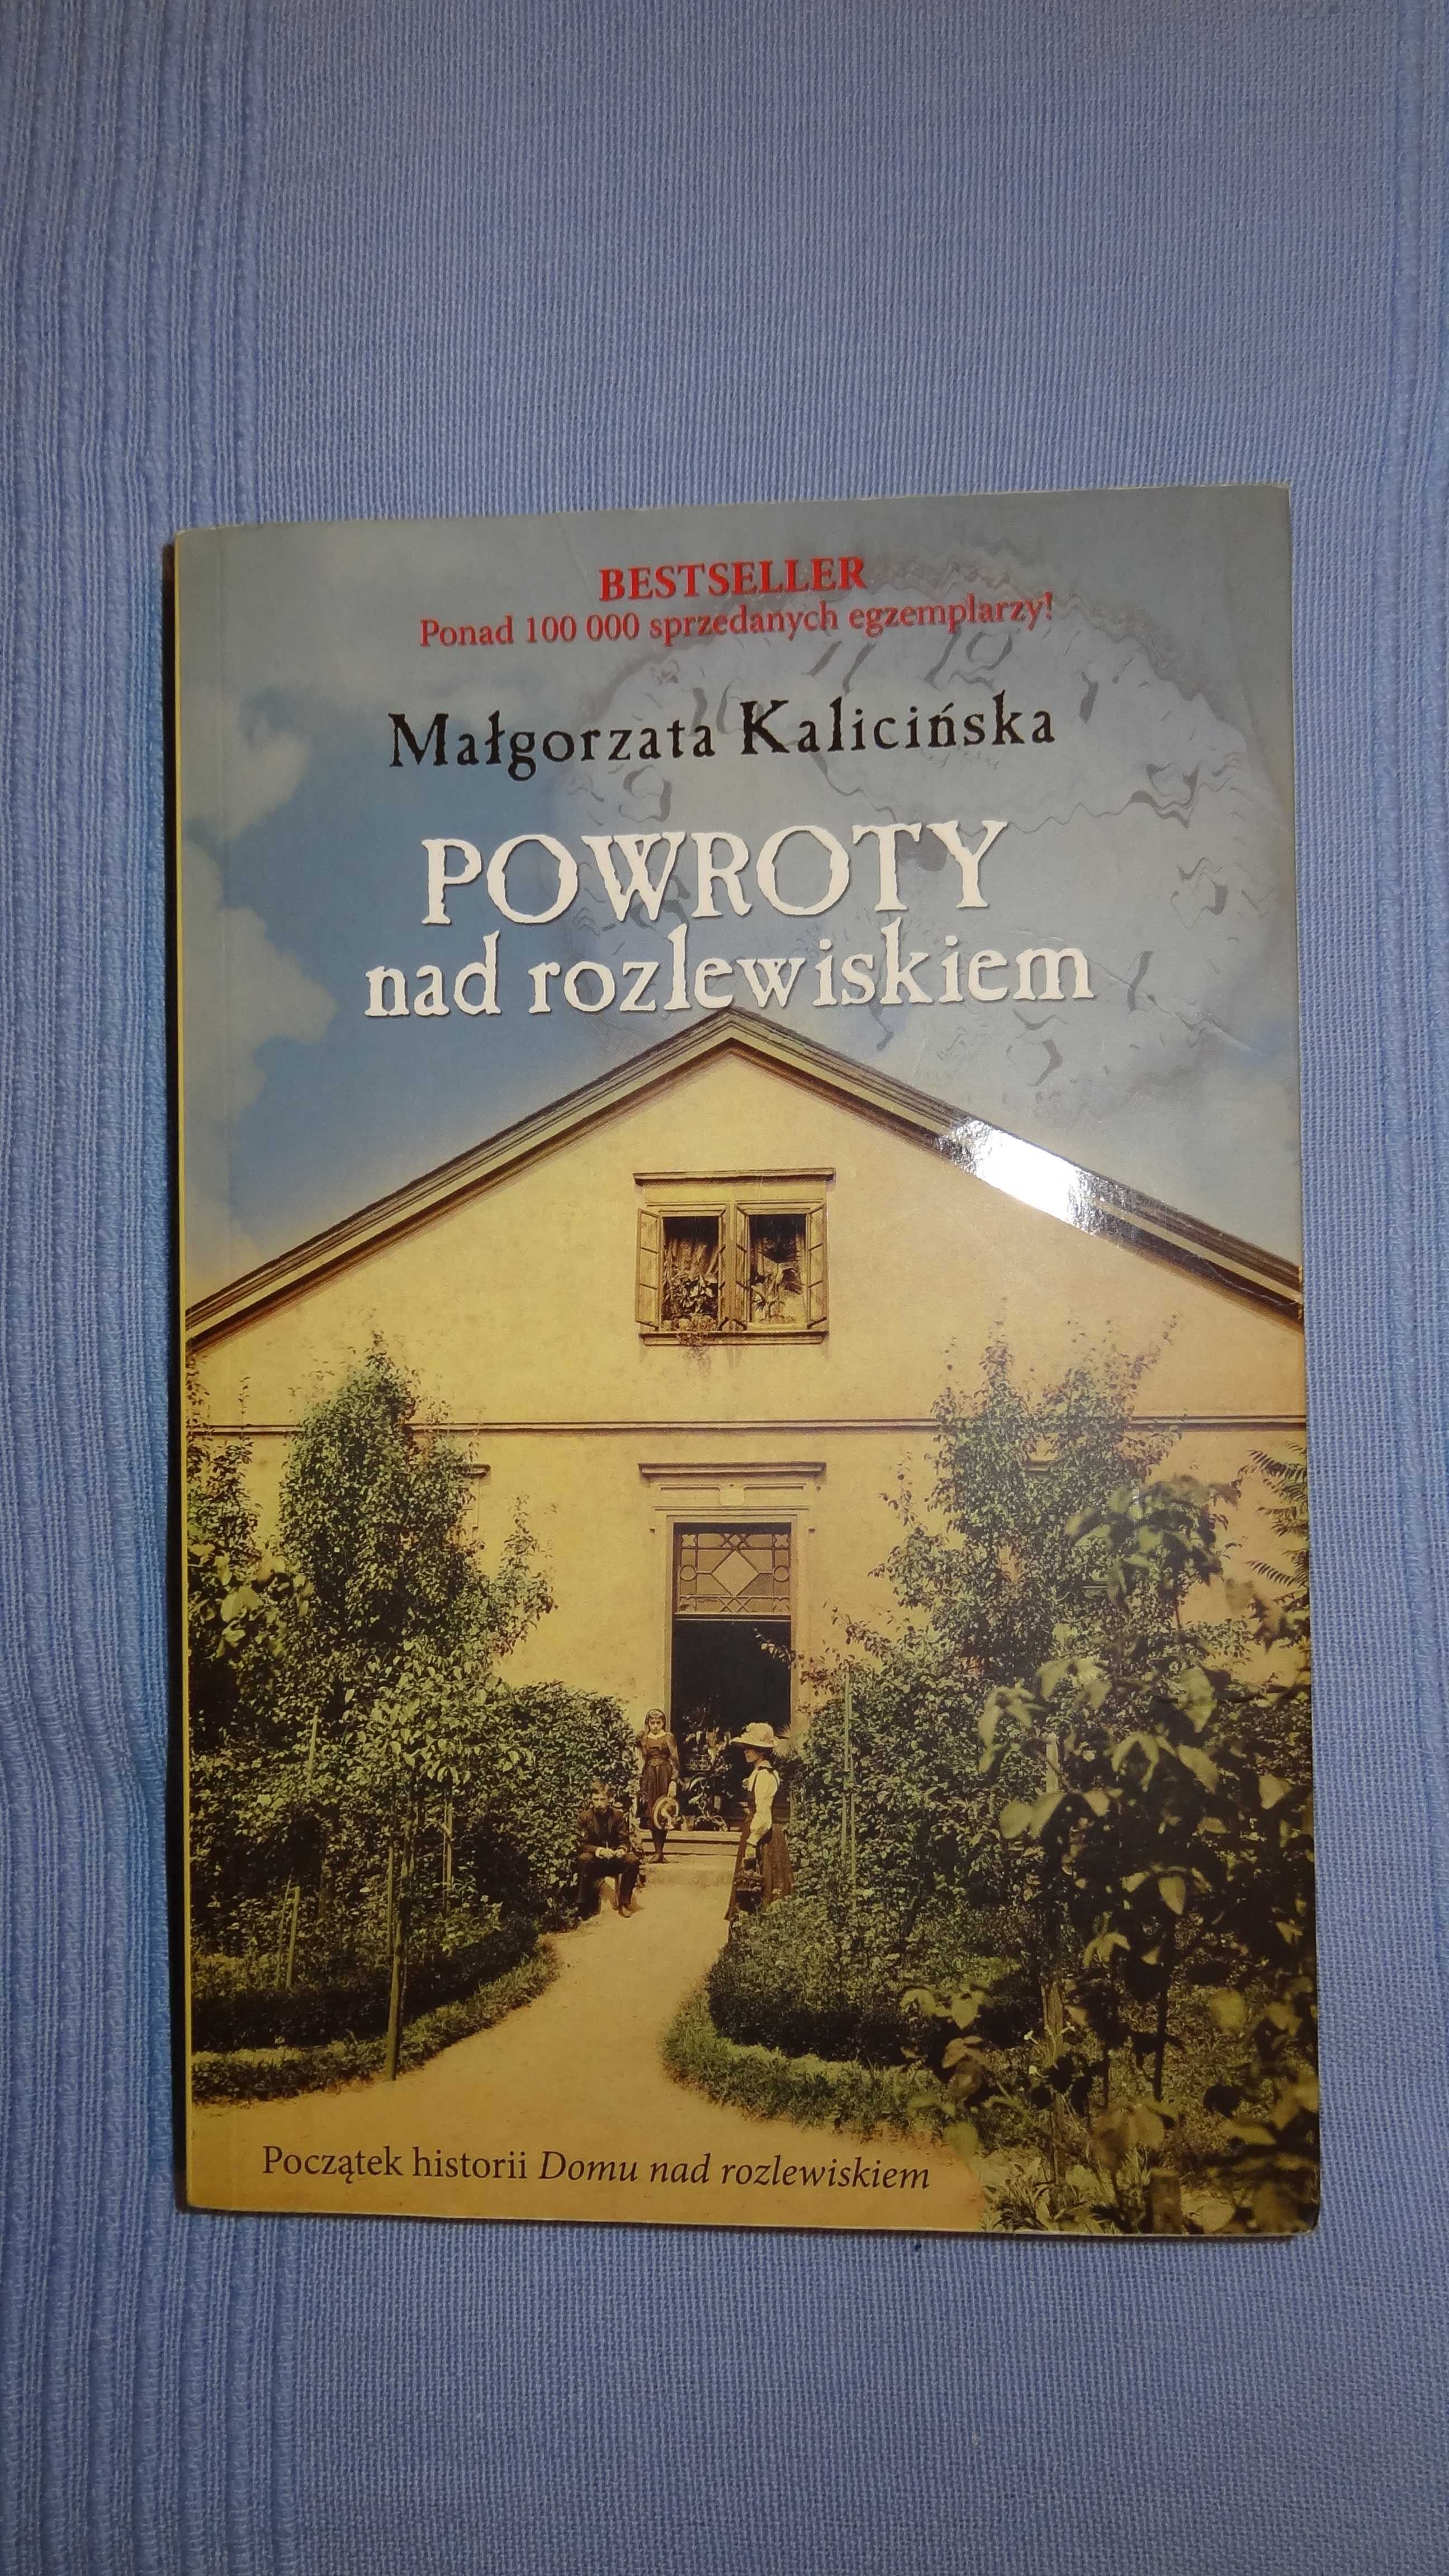 BESTSELLER
Ponad 100 000 sprzedanych egzemplarzy!
Małgorzata Kalicińska
POWROTY
nad rozlewiskiem
Początek historii Domu nad rozlewiskiem